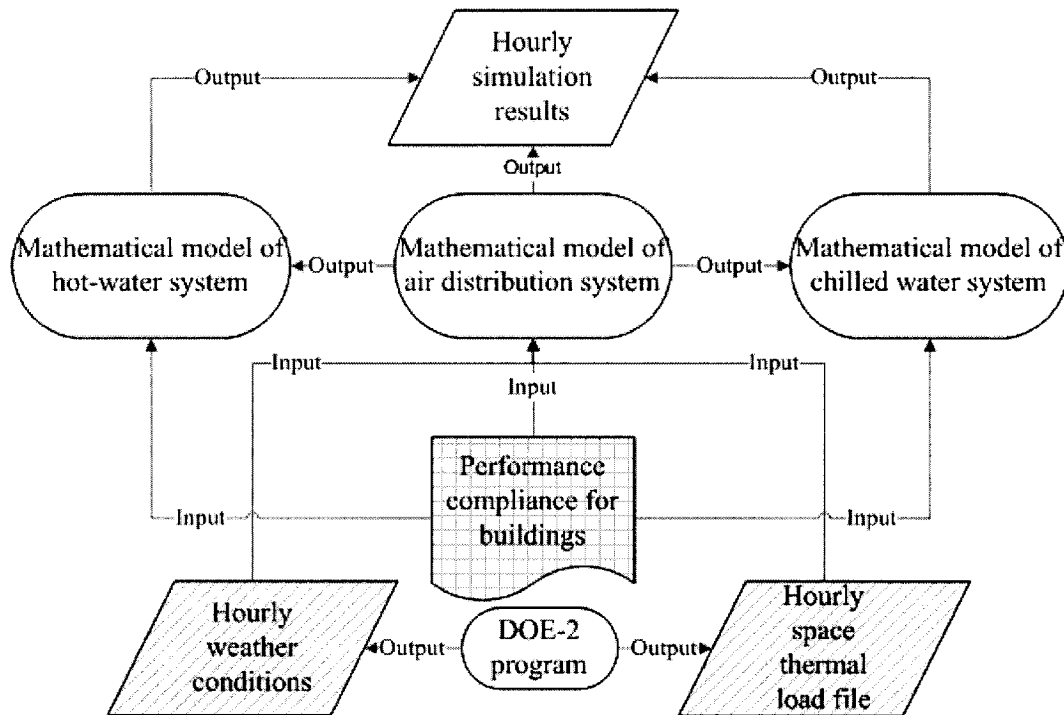 Hourly
simulation
results
Output
Output
Output
Mathematical model of
hot-water system
Output
Mathematical model of
air distribution system
Output
Mathematical model of
chilled water system
Input
Input
Input
Performance
compliance for
buildings
Input
Input
Hourly
weather
conditions
Output
DOE-2
program
Output
Hourly
space
thermal
load file